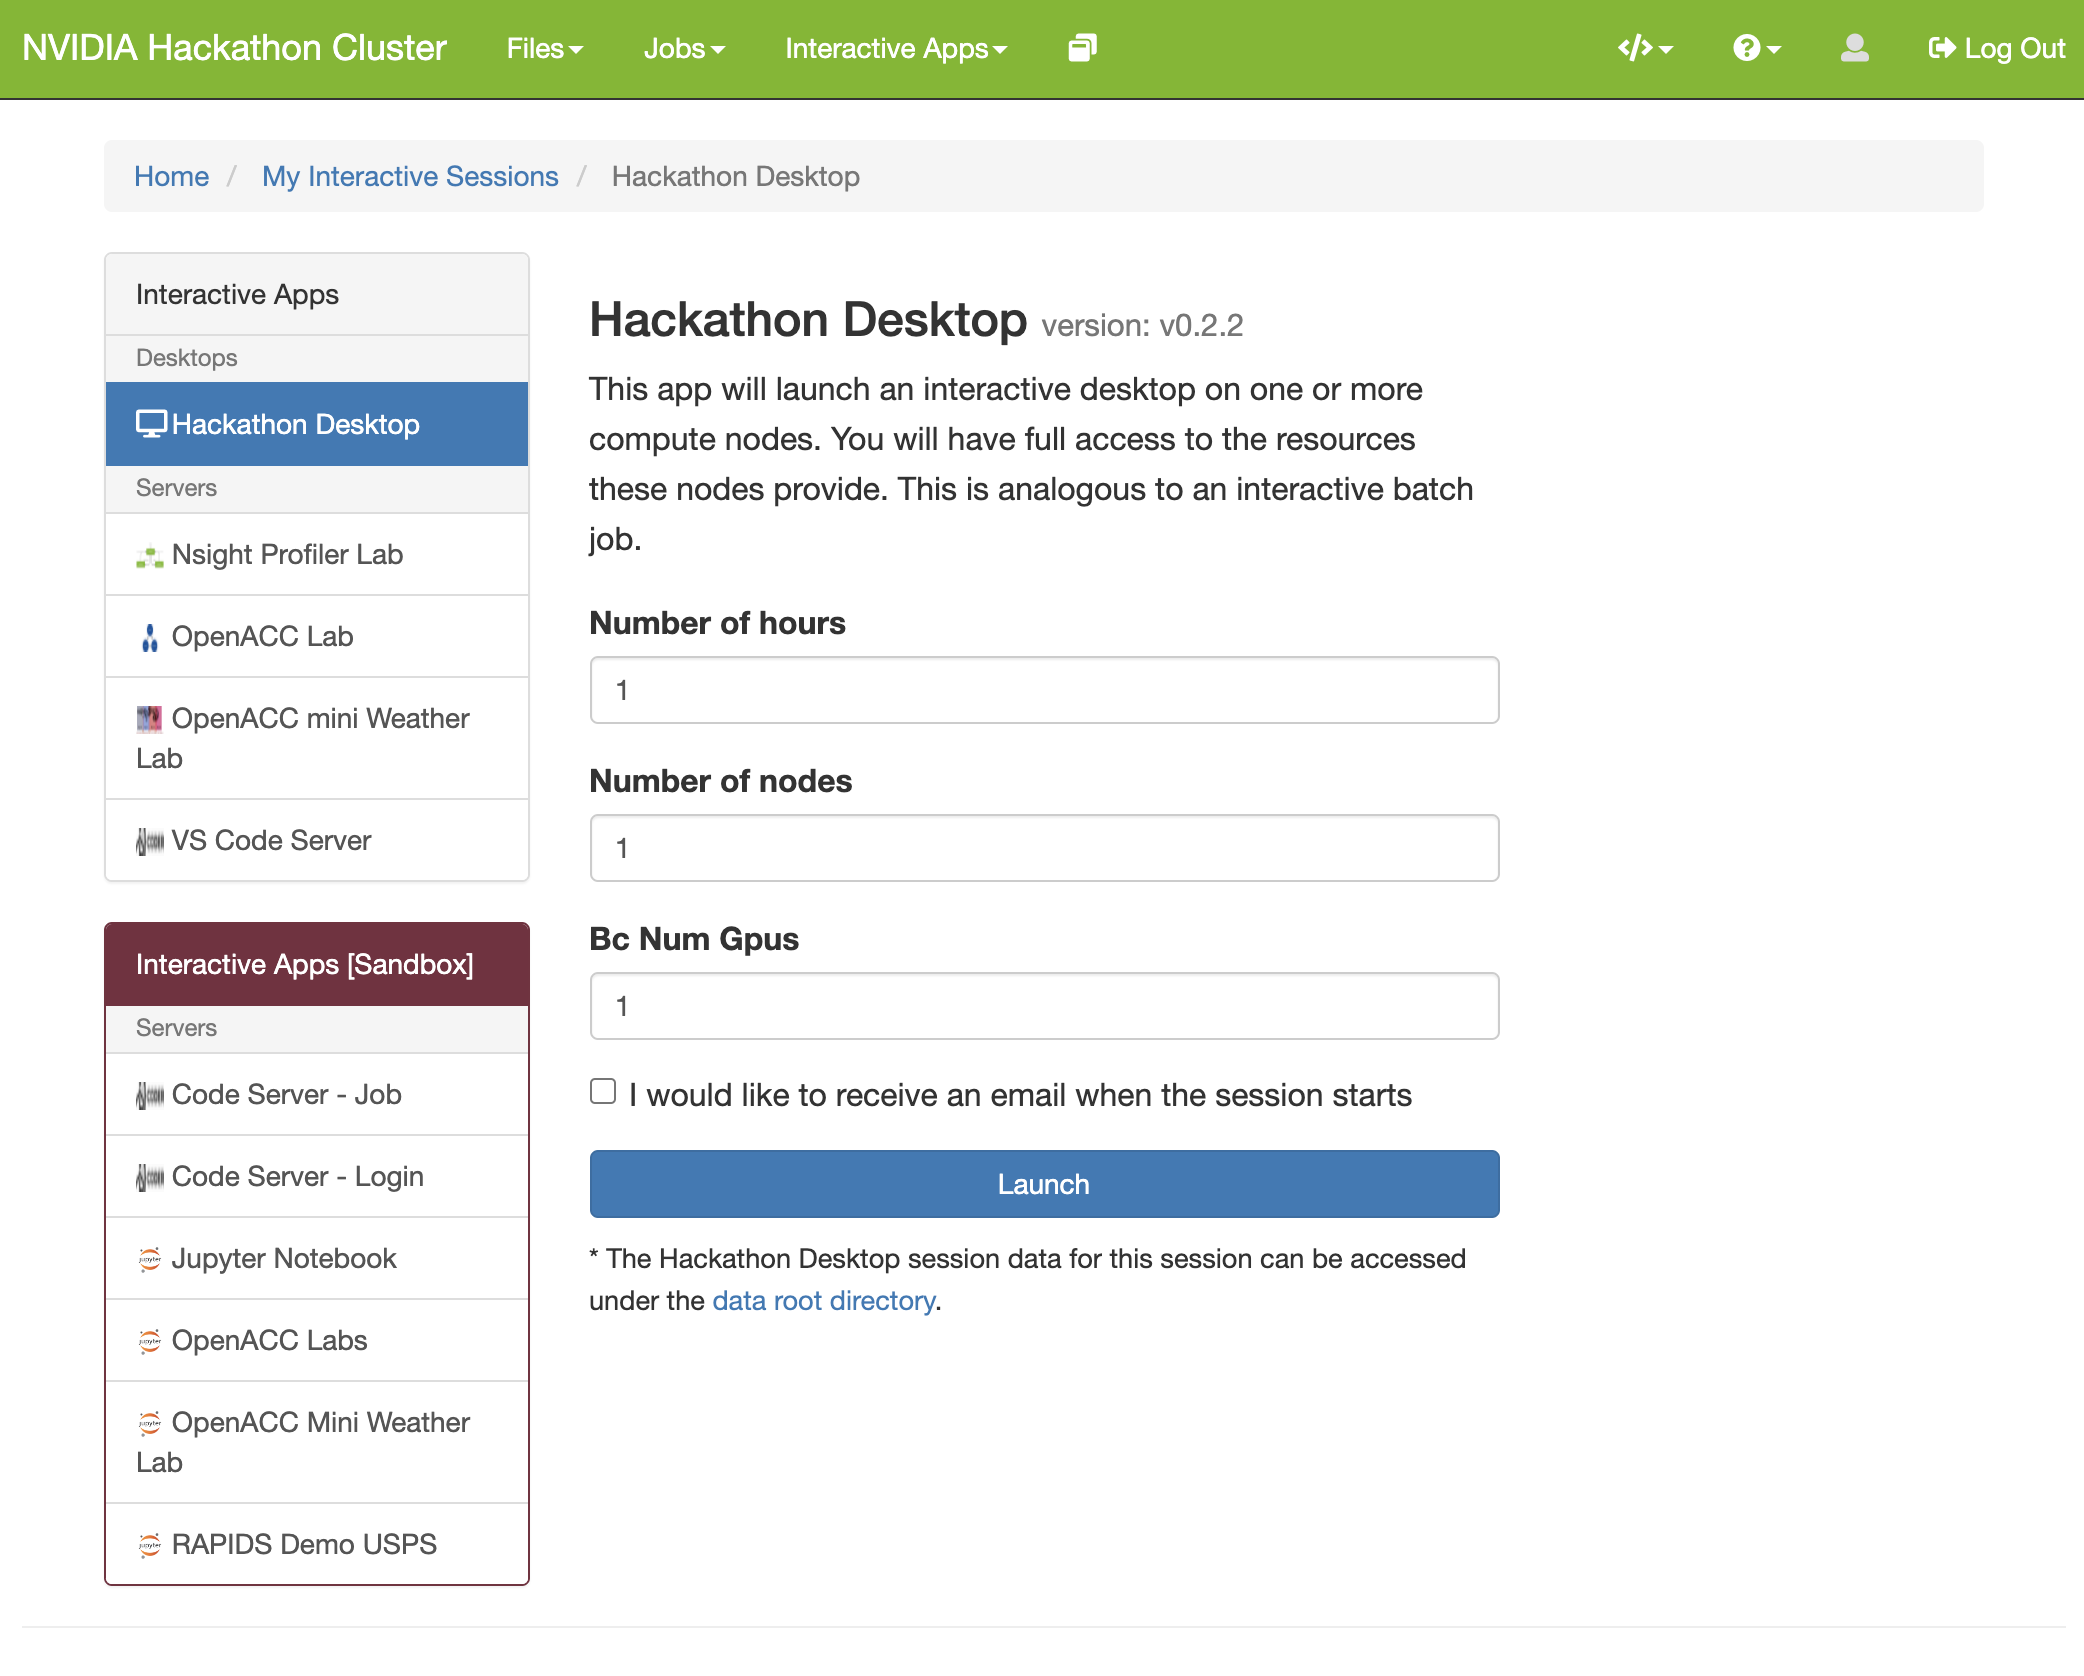 NVIDIA Hackathon Cluster Files Jobs Interactive Apps Log Out
Home / My Interactive Sessions / Hackathon Desktop
Interactive Apps
Desktops
Hackathon Desktop
Servers
Nsight Profiler Lab
OpenACC Lab
OpenACC mini Weather
Lab
VS Code Server
Interactive Apps [Sandbox]
Servers
Code Server - Job
Code Server - Login
Jupyter Notebook
OpenACC Labs
OpenACC Mini Weather
Lab
RAPIDS Demo USPS
Hackathon Desktop version: v0.2.2
This app will launch an interactive desktop on one or more
compute nodes. You will have full access to the resources
these nodes provide. This is analogous to an interactive batch
job.
Number of hours
1
Number of nodes
1
Bc Num Gpus
1
I would like to receive an email when the session starts
Launch
* The Hackathon Desktop session data for this session can be accessed
under the data root directory.